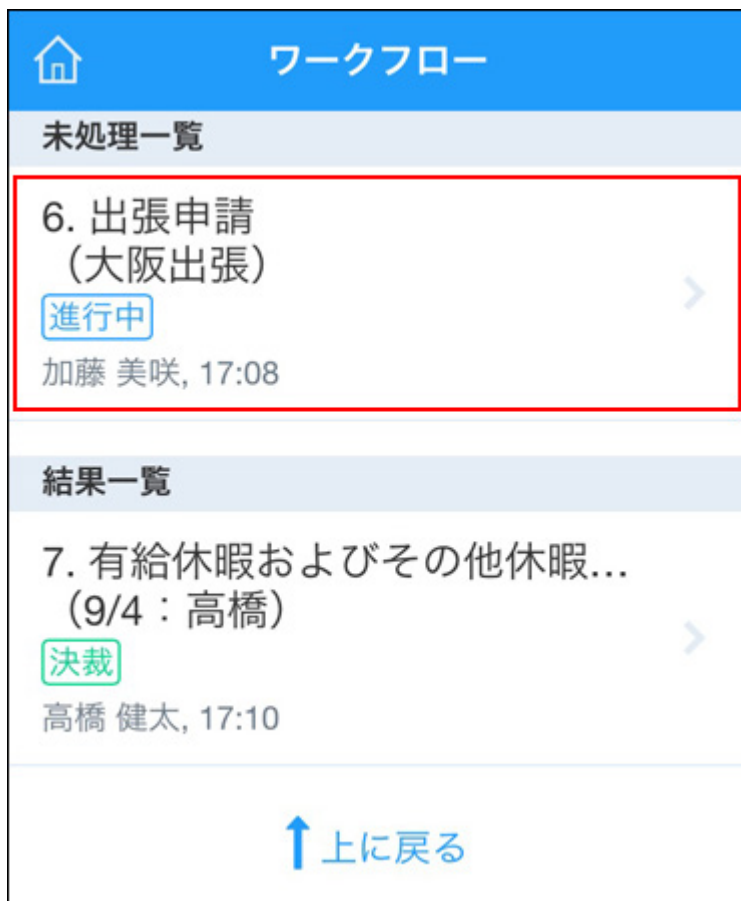 ワークフロー
未処理一覧
6. 出張申請
（大阪出張）
進行中
加藤 美咲, 17:08
結果一覧
7. 有給休暇およびその他休暇...
（9/4：高橋）
決裁
高橋 健太, 17:10
上に戻る